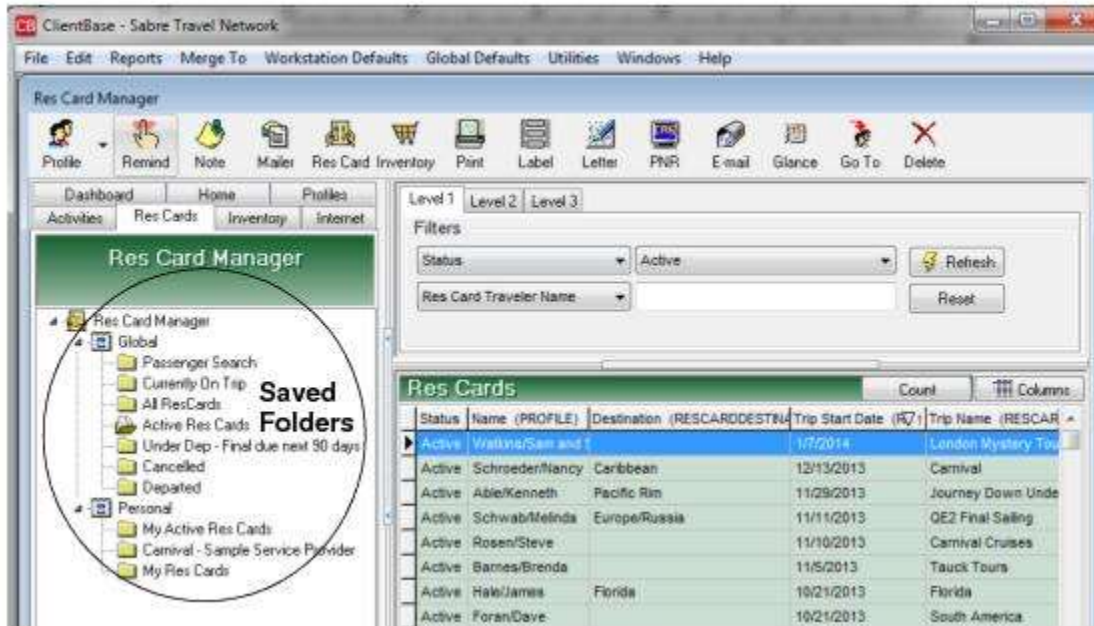 CB ClientBase - Sabre Travel Network
File Edit Reports Merge To Workstation Defaults Global Defaults Utilities Windows Help
Res Card Manager
Profile Remind Note Mailer Res Card Inventory Print Label Letter PNR E-mail Glance Go To Delete
Dashboard Home Profiles
Activities Res Cards Inventory Internet
Res Card Manager
Res Card Manager
Global
Passenger Search
Currently On Trip
All ResCards
Active Res Cards
Under Dep - Final due next 90 days
Cancelled
Departed
Personal
My Active Res Cards
Carnival - Sample Service Provider
My Res Cards
Saved
Folders
Level 1 Level 2 Level 3
Filters
Status Active Refresh
Res Card Traveler Name Reset
Res Cards Count Columns
Status Name (PROFILE) Destination (RESCARDDESTINA Trip Start Date Trip Name (RESCAR
Active Watkins/Sam and 1/7/2014 London Mystery Tou
Active Schroeder/Nancy Caribbean 12/13/2013 Carnival
Active Able/Kenneth Pacific Rim 11/29/2013 Journey Down Unde
Active Schwab/Melinda Europe/Russia 11/11/2013 QE2 Final Sailing
Active Rosen/Steve 11/10/2013 Carnival Cruises
Active Barnes/Brenda 11/5/2013 Tauck Tours
Active Hale/James Florida 10/21/2013 Florida
Active Foran/Dave 10/21/2013 South America